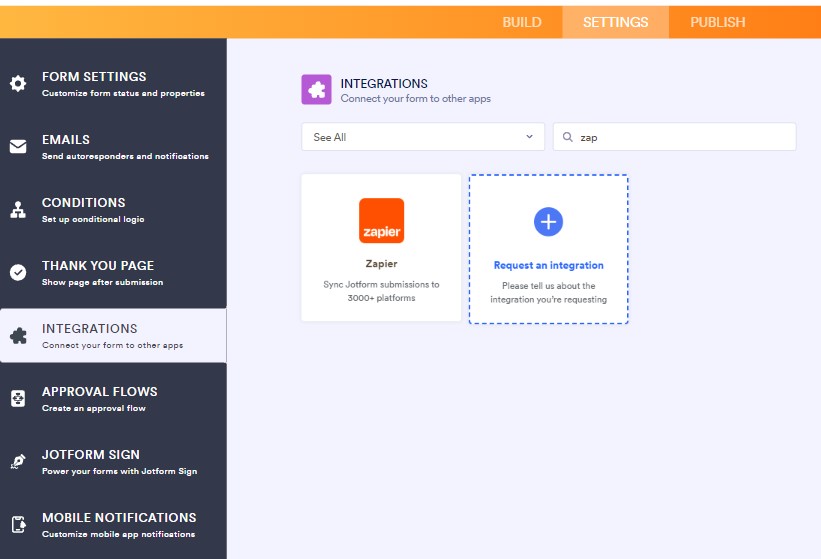 BUILD
SETTINGS
PUBLISH
FORM SETTINGS
Customize form status and properties
EMAILS
Send autoresponders and notifications
CONDITIONS
Set up conditional logic
THANK YOU PAGE
Show page after submission
INTEGRATIONS
Connect your form to other apps
APPROVAL FLOWS
Create an approval flow
JOTFORM SIGN
Power your forms with Jotform Sign
MOBILE NOTIFICATIONS
Customize mobile app notifications
INTEGRATIONS
Connect your form to other apps
See All
zap
zapier
Zapier
Sync Jotform submissions to
3000+ platforms
Request an integration
Please tell us about the
integration you're requesting